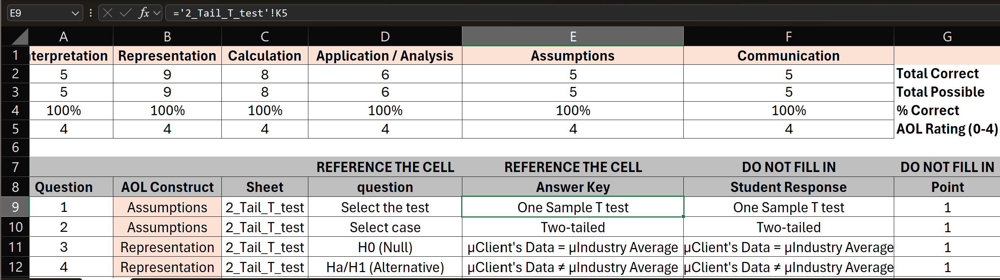 E9 fx ='2_Tail_T_test'!K5
A B C D E F G
1 terpretation Representation Calculation Application / Analysis Assumptions Communication
2 5 9 8 6 5 5 Total Correct
3 5 9 8 6 5 5 Total Possible
4 100% 100% 100% 100% 100% 100% % Correct
5 4 4 4 4 4 4 AOL Rating (0-4)
6
7 REFERENCE THE CELL REFERENCE THE CELL DO NOT FILL IN DO NOT FILL IN
8 Question AOL Construct Sheet question Answer Key Student Response Point
9 1 Assumptions 2_Tail_T_test Select the test One Sample T test One Sample T test 1
10 2 Assumptions 2_Tail_T_test Select case Two-tailed Two-tailed 1
11 3 Representation 2_Tail_T_test H0 (Null) µClient's Data = µIndustry Average µClient's Data = µIndustry Average 1
12 4 Representation 2_Tail_T_test Ha/H1 (Alternative) µClient's Data ≠ µIndustry Average µClient's Data ≠ µIndustry Average 1